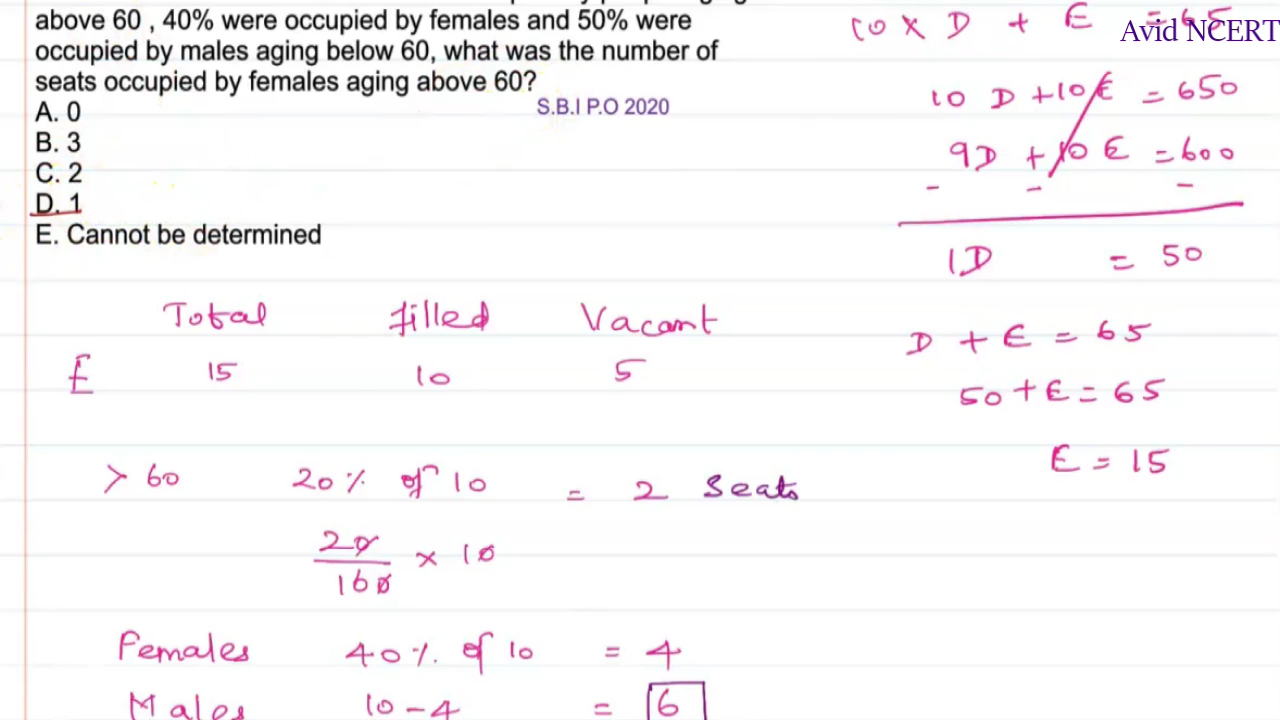 above 60 , 40% were occupied by females and 50% were
occupied by males aging below 60, what was the number of
seats occupied by females aging above 60?
A. 0
B. 3
C. 2
D. 1
E. Cannot be determined
S.B.I P.O 2020
Avid NCERT
10 x D + E = 65
10 D + 10 E = 650
9D + 10 E = 600
- - -
1D = 50
D + E = 65
50 + E = 65
E = 15
Total filled Vacant
E 15 10 5
> 60 20% of 10 = 2 Seats
20/100 x 10
Females 40%. of 10 = 4
Males 10 - 4 = 6